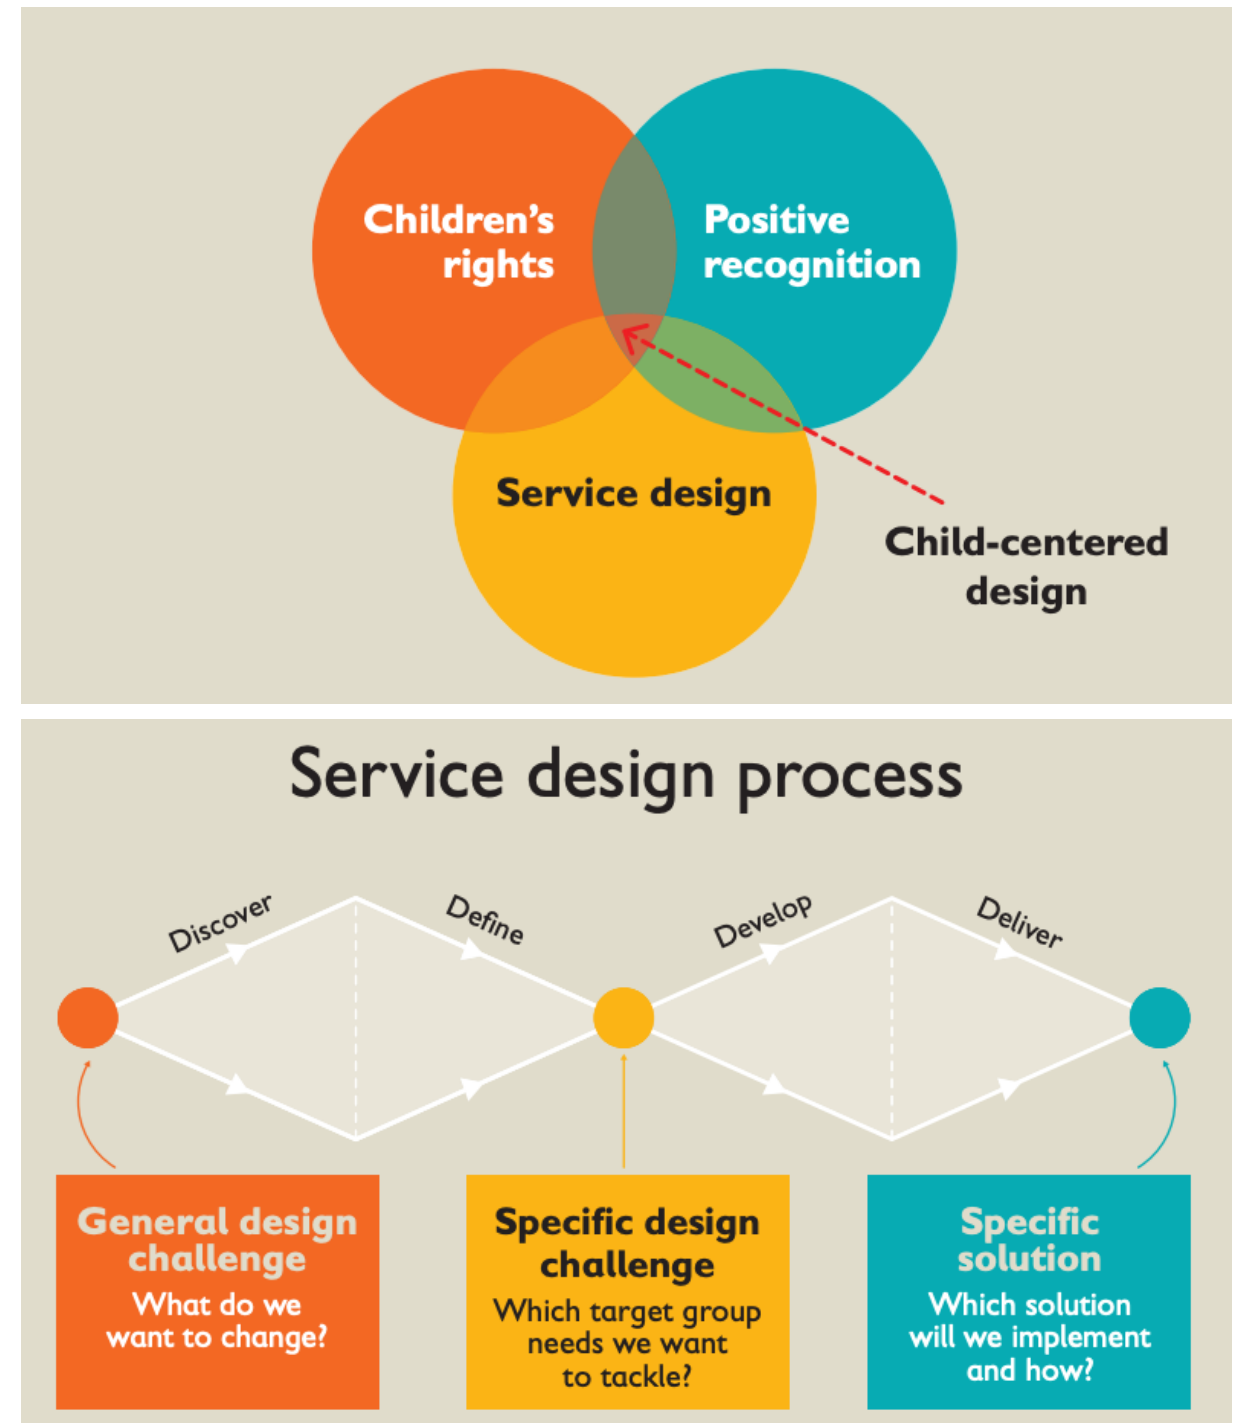 Children's
rights
Positive
recognition
Service design
Child-centered
design
Service design process
Discover
Define
Develop
Deliver
General design
challenge
What do we
want to change?
Specific design
challenge
Which target group
needs we want
to tackle?
Specific
solution
Which solution
will we implement
and how?